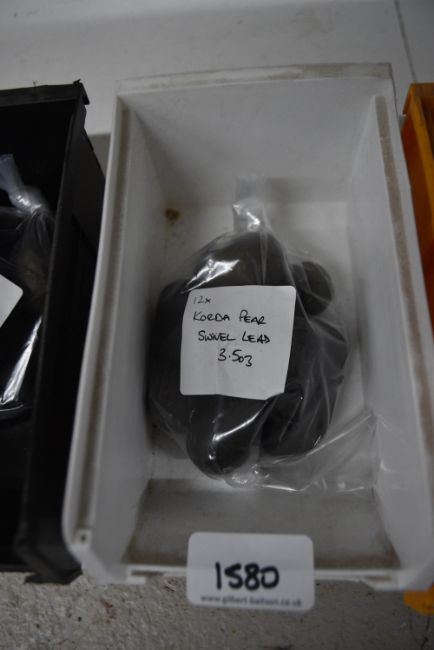 12x
KORDA PEAR
SWIVEL LEAD
3.5oz
1580
www.gilbert-baitson.co.uk